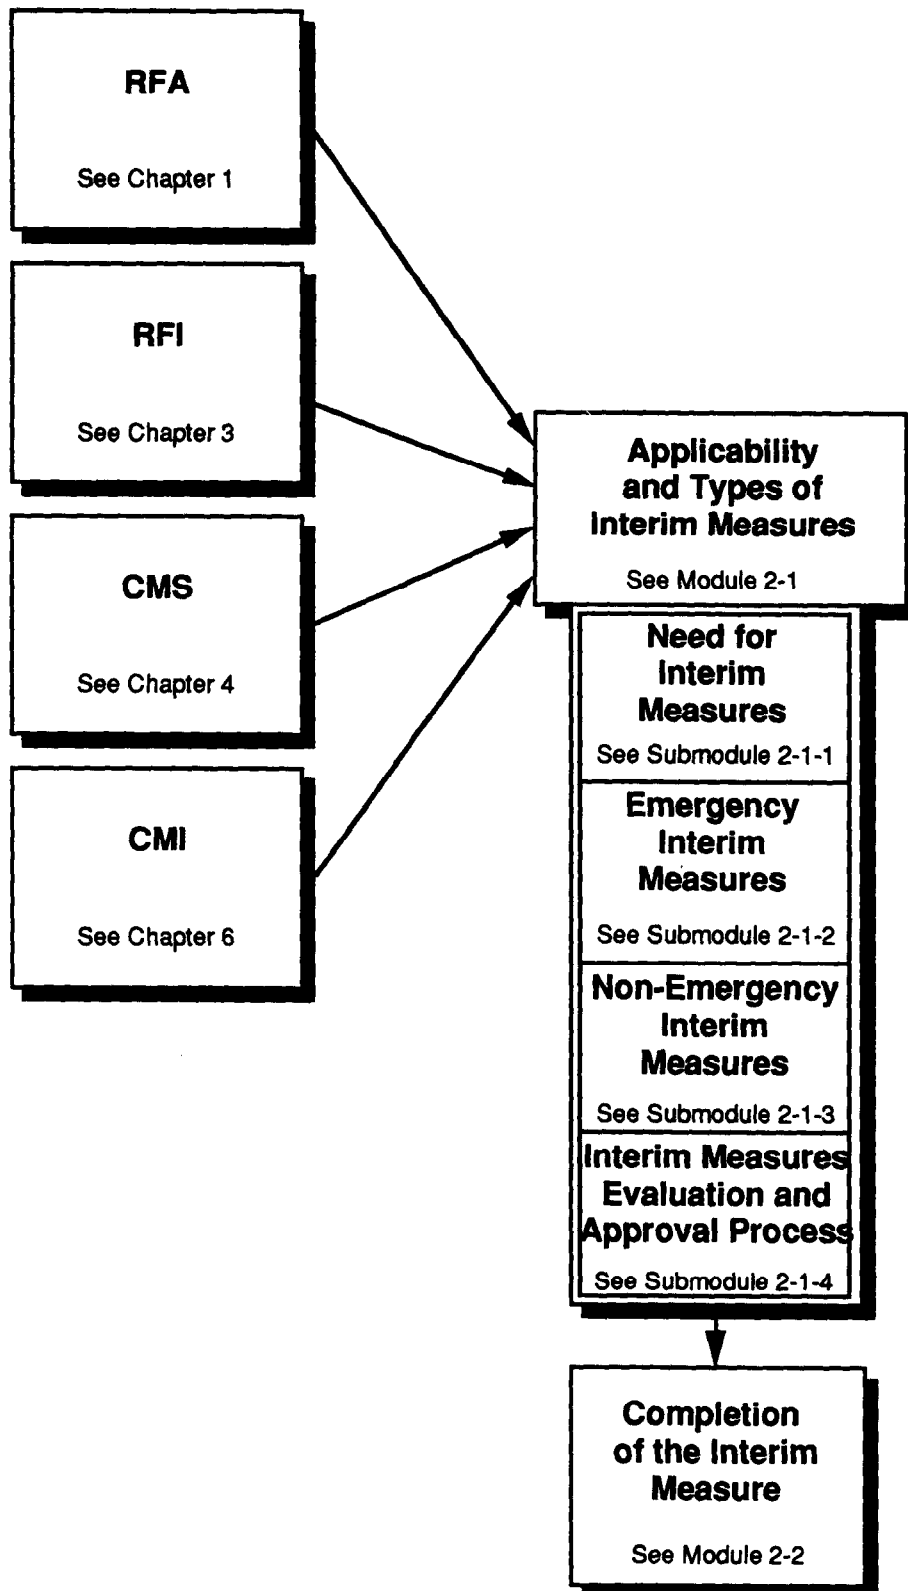 RFA
See Chapter 1
RFI
See Chapter 3
CMS
See Chapter 4
CMI
See Chapter 6
Applicability
and Types of
Interim Measures
See Module 2-1
Need for
Interim
Measures
See Submodule 2-1-1
Emergency
Interim
Measures
See Submodule 2-1-2
Non-Emergency
Interim
Measures
See Submodule 2-1-3
Interim Measures
Evaluation and
Approval Process
See Submodule 2-1-4
Completion
of the Interim
Measure
See Module 2-2